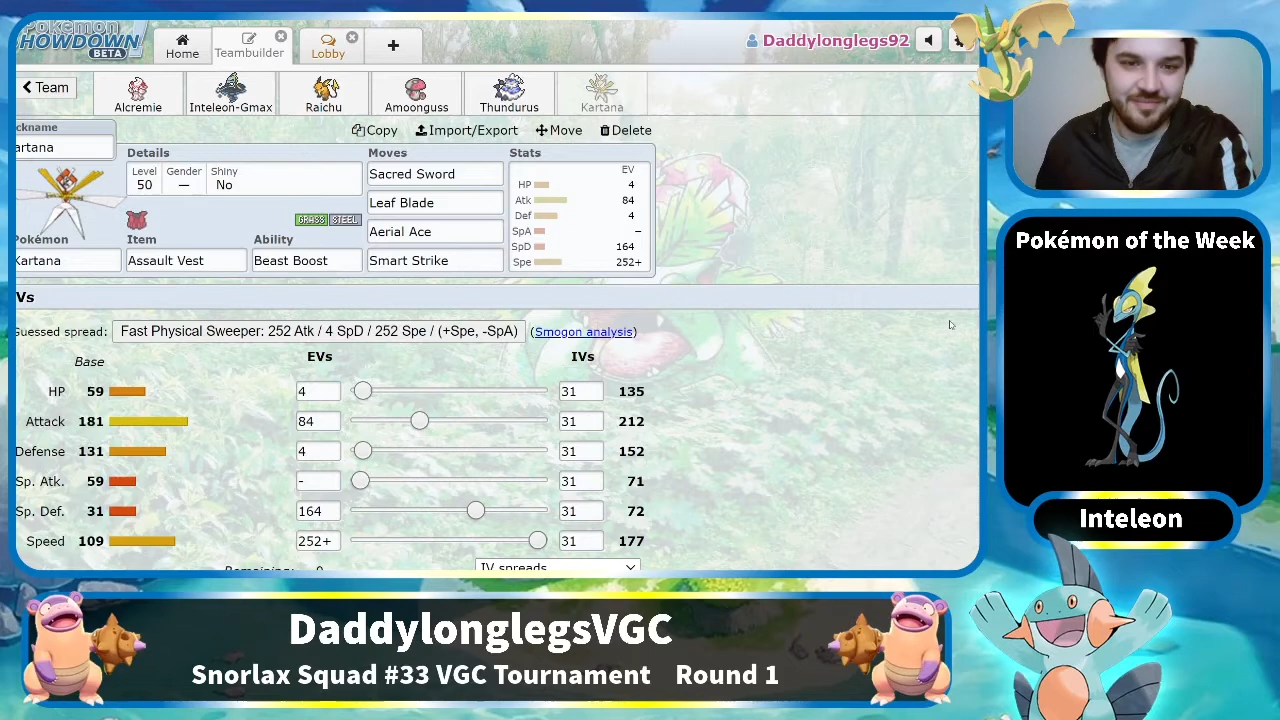 Pokémon
SHOWDOWN
BETA
Home
Teambuilder
Lobby
+
Daddylonglegs92
Team
Alcremie
Inteleon-Gmax
Raichu
Amoonguss
Thundurus
Kartana
Copy Import/Export Move Delete
ckname
artana
Details
Level Gender Shiny
50 — No
GRASS STEEL
Pokémon
Kartana
Item
Assault Vest
Ability
Beast Boost
Moves
Sacred Sword
Leaf Blade
Aerial Ace
Smart Strike
Stats
EV
HP 4
Atk 84
Def 4
SpA –
SpD 164
Spe 252+
Vs
Guessed spread: Fast Physical Sweeper: 252 Atk / 4 SpD / 252 Spe / (+Spe, -SpA) (Smogon analysis)
Base EVs IVs
HP 59 4 31 135
Attack 181 84 31 212
Defense 131 4 31 152
Sp. Atk. 59 - 31 71
Sp. Def. 31 164 31 72
Speed 109 252+ 31 177
Remaining: 0 IV spreads
Pokémon of the Week
Inteleon
DaddylonglegsVGC
Snorlax Squad #33 VGC Tournament Round 1